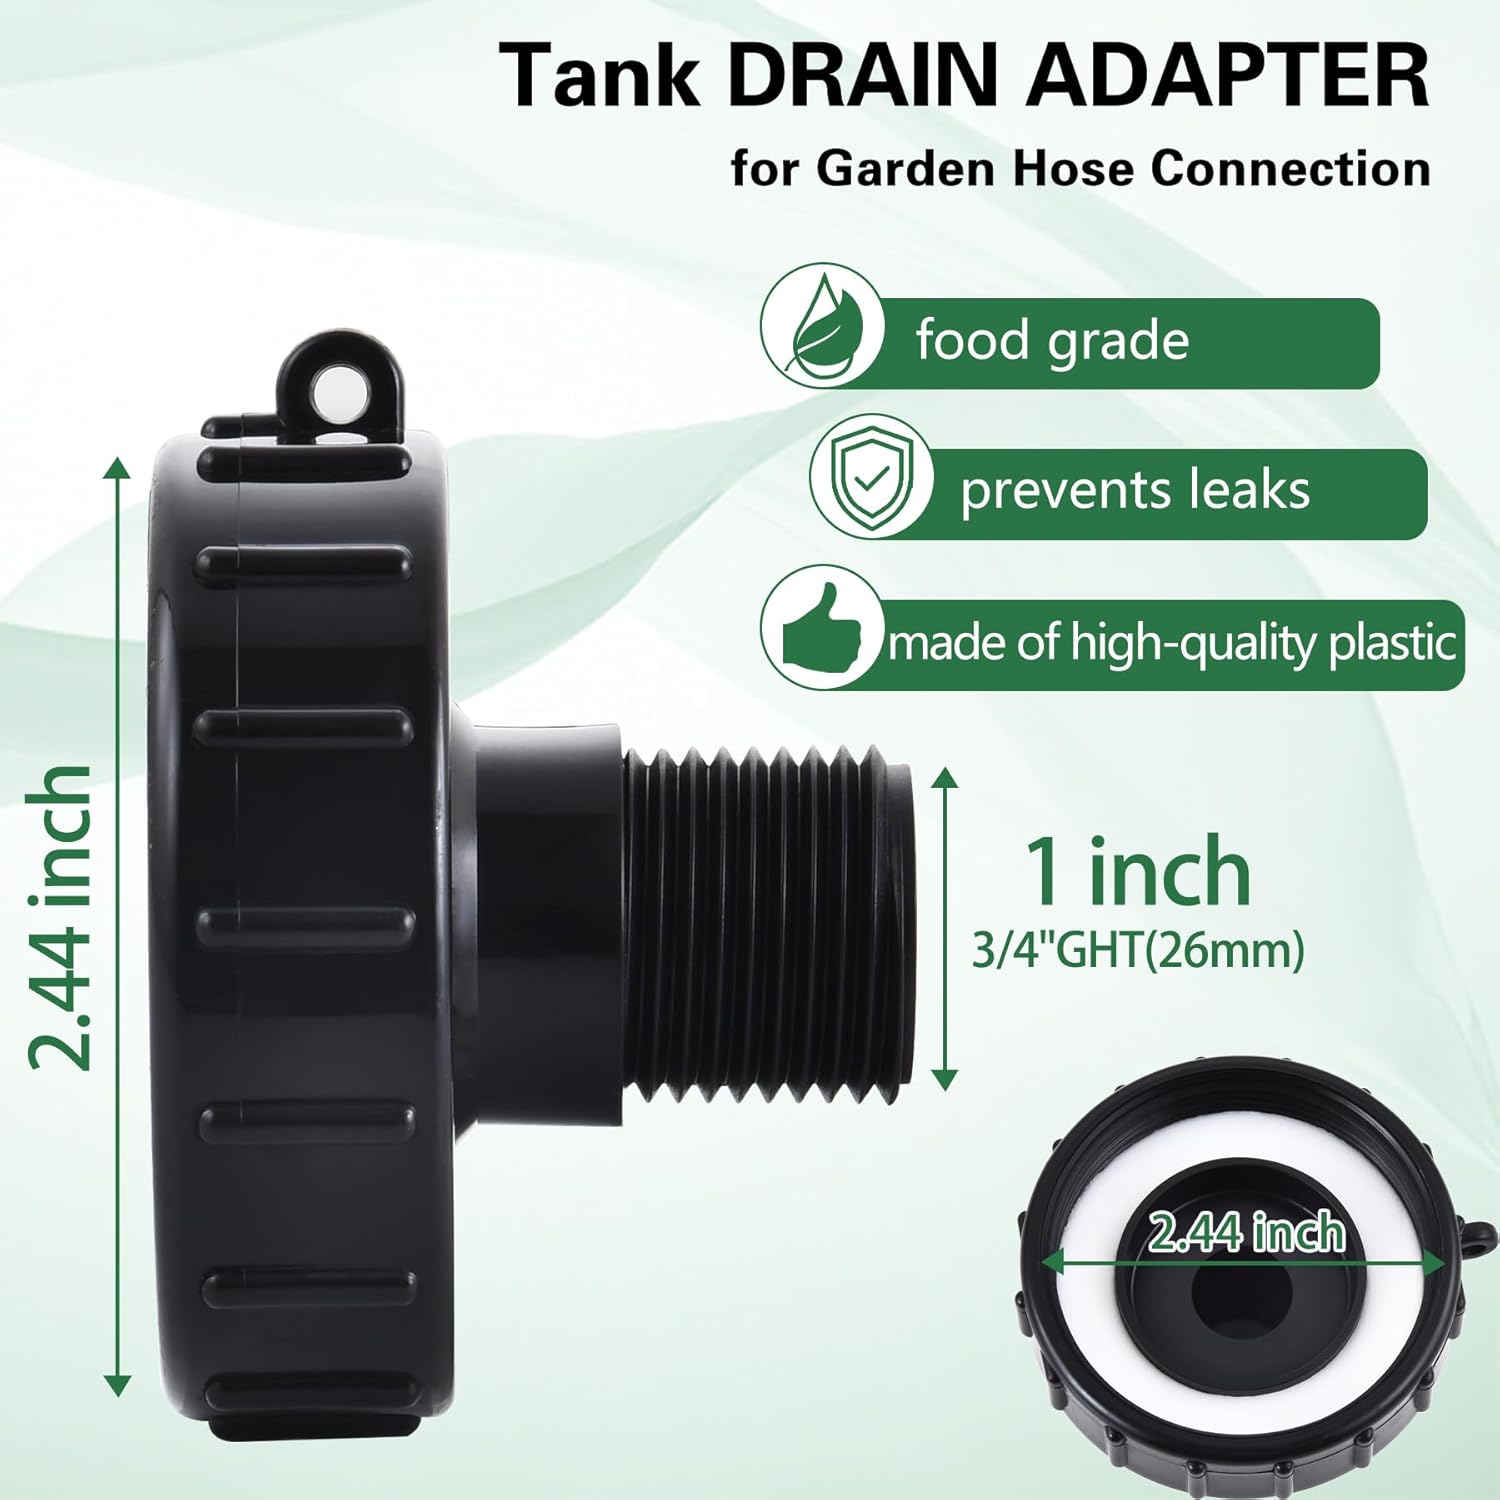 Tank DRAIN ADAPTER
for Garden Hose Connection
food grade
prevents leaks
made of high-quality plastic
2.44 inch
1 inch
3/4"GHT(26mm)
2.44 inch